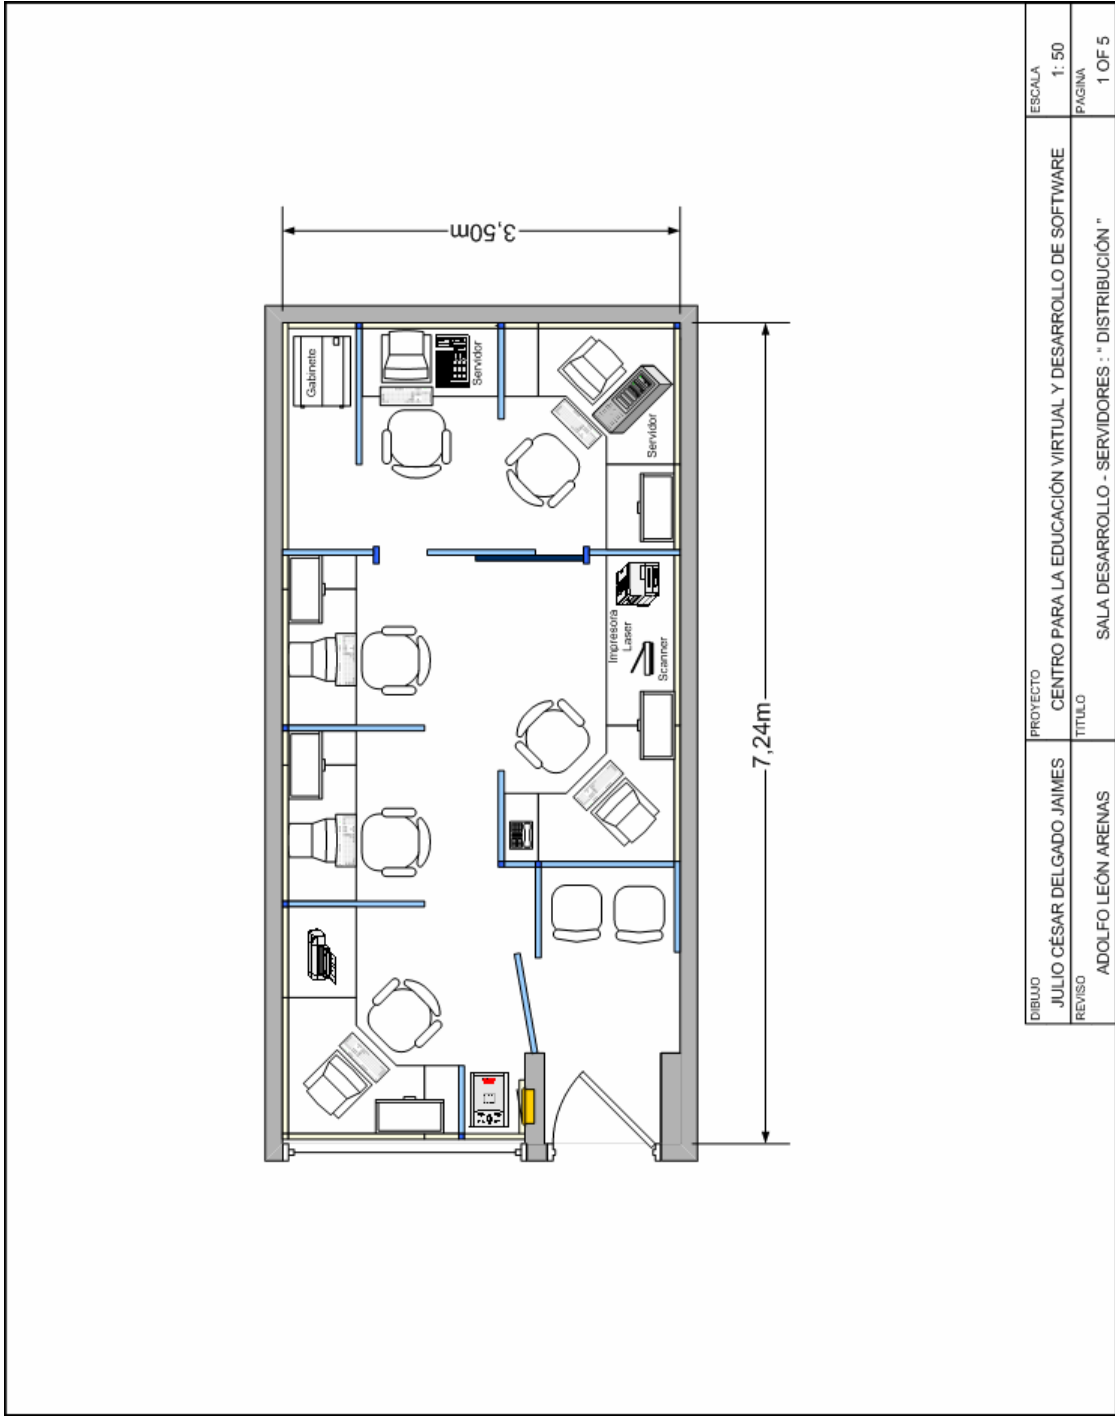 3,50m
Gabinete
Servidor
Servidor
Impresora
Laser
Scanner
7,24m
DIBUJO
JULIO CÉSAR DELGADO JAIMES
REVISO
ADOLFO LEÓN ARENAS
PROYECTO
CENTRO PARA LA EDUCACIÓN VIRTUAL Y DESARROLLO DE SOFTWARE
TITULO
SALA DESARROLLO - SERVIDORES : " DISTRIBUCIÓN "
ESCALA
1: 50
PAGINA
1 OF 5